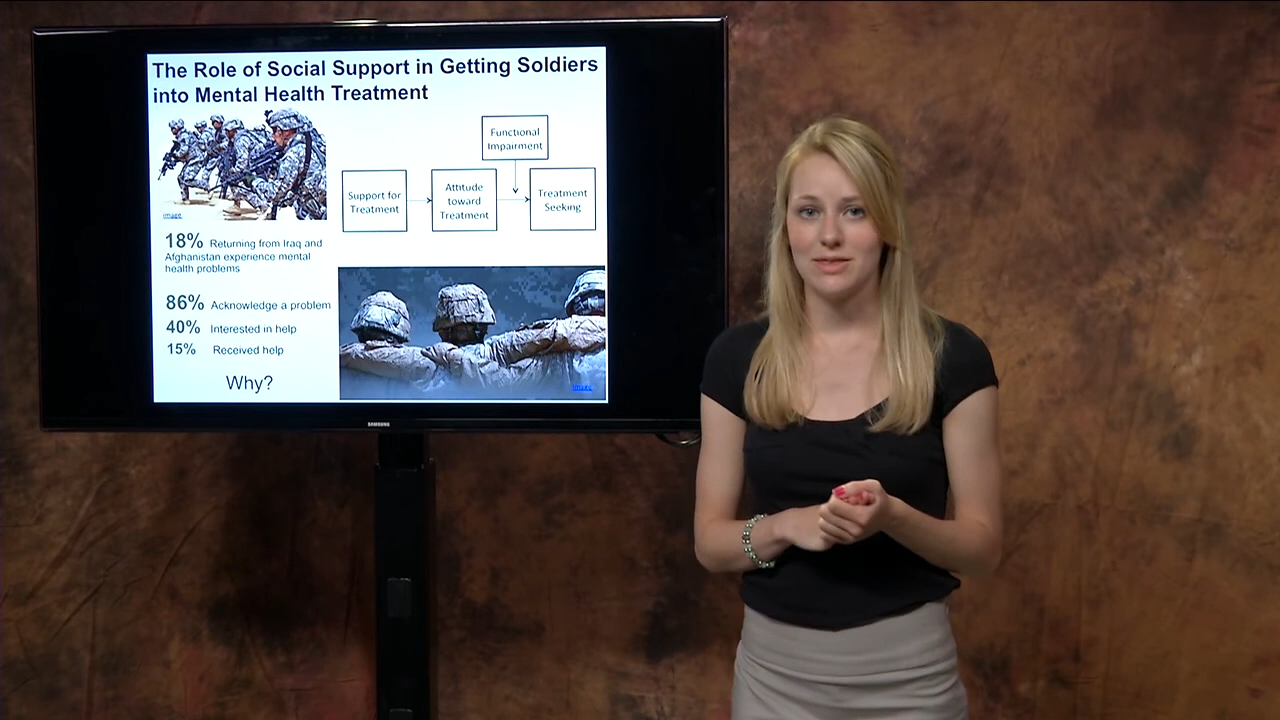 The Role of Social Support in Getting Soldiers
into Mental Health Treatment
image
18% Returning from Iraq and
Afghanistan experience mental
health problems
86% Acknowledge a problem
40% Interested in help
15% Received help
Why?
Functional
Impairment
Support for
Treatment
Attitude
toward
Treatment
Treatment
Seeking
image
SAMSUNG